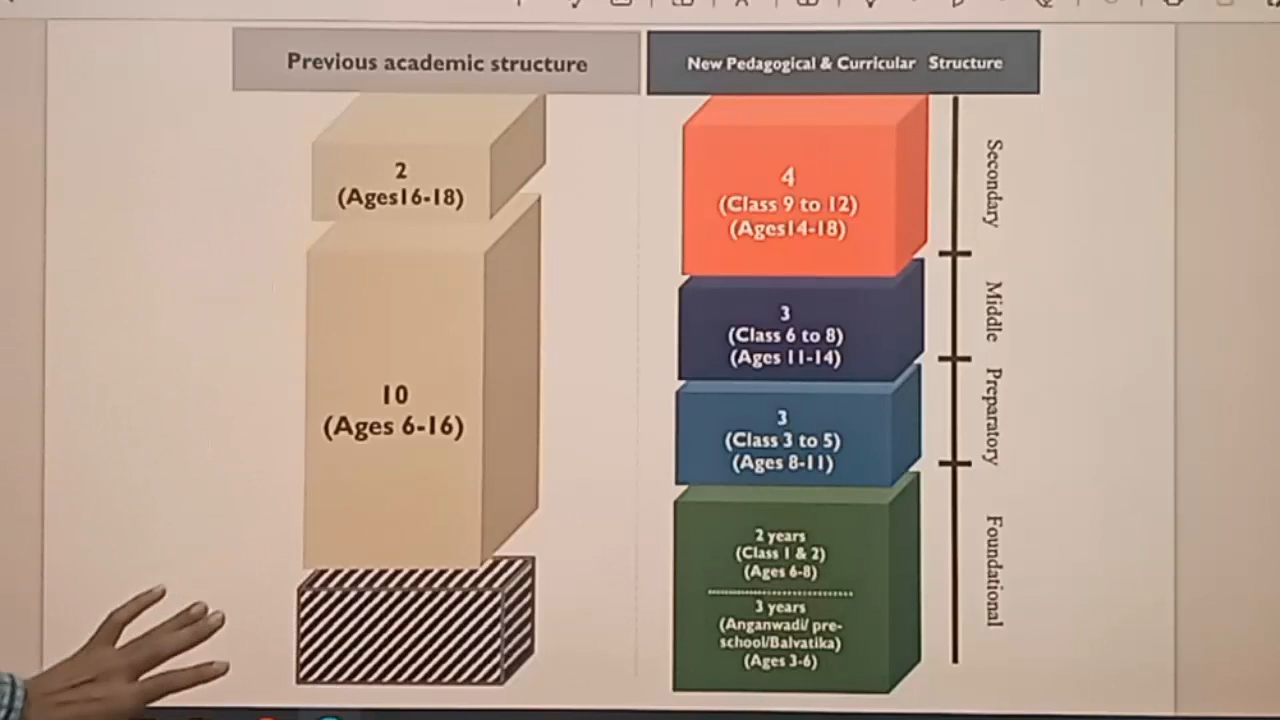 Previous academic structure
New Pedagogical & Curricular Structure
2
(Ages16-18)
10
(Ages 6-16)
4
(Class 9 to 12)
(Ages14-18)
3
(Class 6 to 8)
(Ages 11-14)
3
(Class 3 to 5)
(Ages 8-11)
2 years
(Class 1 & 2)
(Ages 6-8)
3 years
(Anganwadi/ pre-
school/Balvatika)
(Ages 3-6)
Secondary
Middle
Preparatory
Foundational